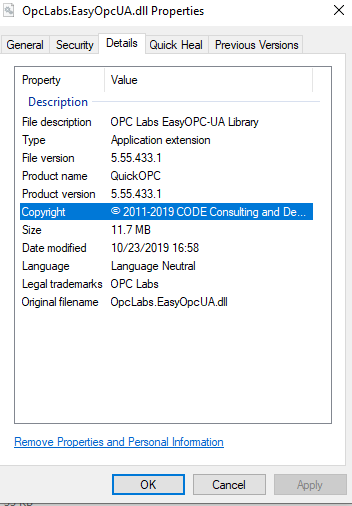 OpcLabs.EasyOpcUA.dll Properties
General Security Details Quick Heal Previous Versions
Property Value
Description
File description OPC Labs EasyOPC-UA Library
Type Application extension
File version 5.55.433.1
Product name QuickOPC
Product version 5.55.433.1
Copyright © 2011-2019 CODE Consulting and De...
Size 11.7 MB
Date modified 10/23/2019 16:58
Language Language Neutral
Legal trademarks OPC Labs
Original filename OpcLabs.EasyOpcUA.dll
Remove Properties and Personal Information
OK Cancel Apply